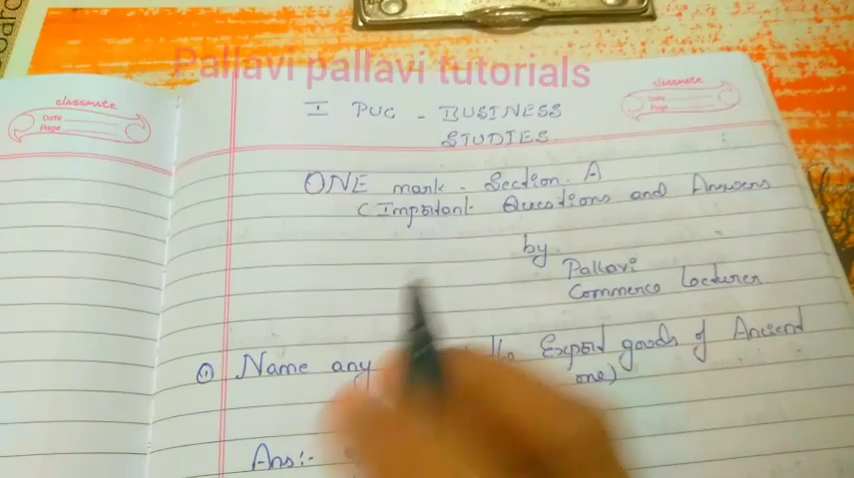 Pallavi pallavi tutorials
classmate
Date
Page
classmate
Date
Page
I PUC - BUSINESS
STUDIES.
ONE mark - Section. A
(Important Questions and Answers
by.
Pallavi
Commerce Lecturer
① Name any Export goods of Ancient
one)
Ans:-